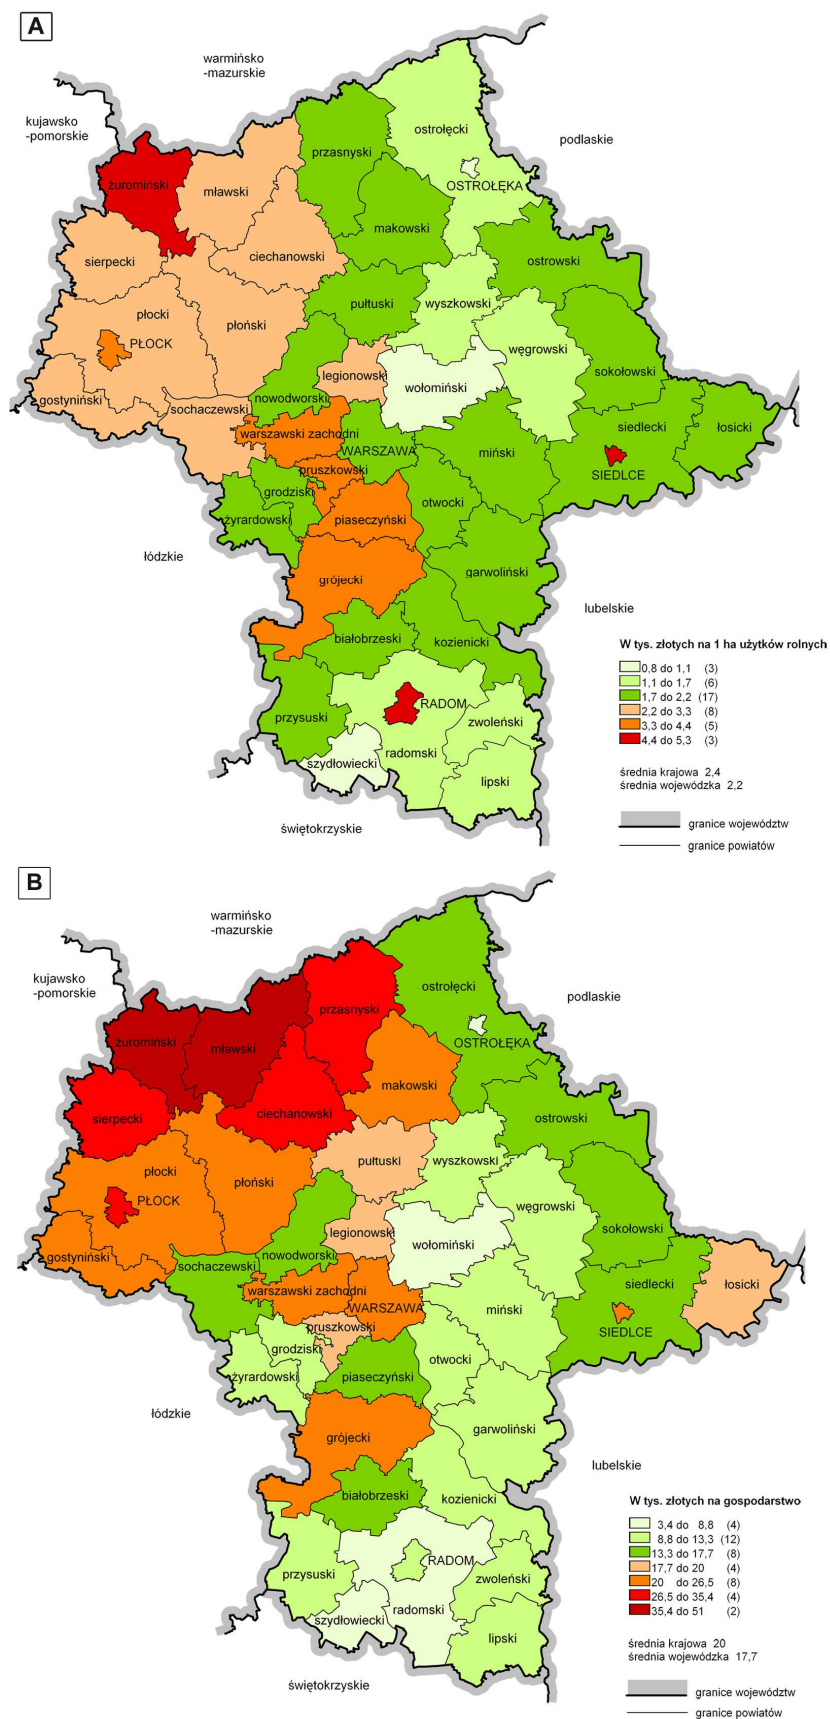 A
warmińsko
-mazurskie
kujawsko
-pomorskie
podlaskie
ostrołęcki
przasnyski
OSTROŁĘKA
żuromiński
mławski
makowski
ciechanowski
ostrowski
sierpecki
płocki
pułtuski
wyszkowski
płoński
PŁOCK
węgrowski
sokołowski
legionowski
wołomiński
gostyniński
sochaczewski
nowodworski
siedlecki
łosicki
warszawski zachodni
WARSZAWA
miński
pruszkowski
SIEDLCE
grodziski
otwocki
żyrardowski
piaseczyński
łódzkie
garwoliński
grójecki
lubelskie
białobrzeski
kozienicki
RADOM
przysuski
zwoleński
radomski
szydłowiecki
lipski
świętokrzyskie
W tys. złotych na 1 ha użytków rolnych
0,8 do 1,1 (3)
1,1 do 1,7 (6)
1,7 do 2,2 (17)
2,2 do 3,3 (8)
3,3 do 4,4 (5)
4,4 do 5,3 (3)
średnia krajowa 2,4
średnia wojewódzka 2,2
granice województw
granice powiatów
B
warmińsko
-mazurskie
kujawsko
-pomorskie
podlaskie
ostrołęcki
przasnyski
OSTROŁĘKA
żuromiński
mławski
makowski
ciechanowski
sierpecki
ostrowski
pułtuski
wyszkowski
płocki
płoński
PŁOCK
węgrowski
sokołowski
legionowski
wołomiński
gostyniński
nowodworski
sochaczewski
siedlecki
łosicki
warszawski zachodni
WARSZAWA
miński
pruszkowski
SIEDLCE
grodziski
otwocki
żyrardowski
piaseczyński
łódzkie
garwoliński
grójecki
lubelskie
białobrzeski
kozienicki
RADOM
przysuski
zwoleński
radomski
szydłowiecki
lipski
świętokrzyskie
W tys. złotych na gospodarstwo
3,4 do 8,8 (4)
8,8 do 13,3 (12)
13,3 do 17,7 (8)
17,7 do 20 (4)
20 do 26,5 (8)
26,5 do 35,4 (4)
35,4 do 51 (2)
średnia krajowa 20
średnia wojewódzka 17,7
granice województw
granice powiatów